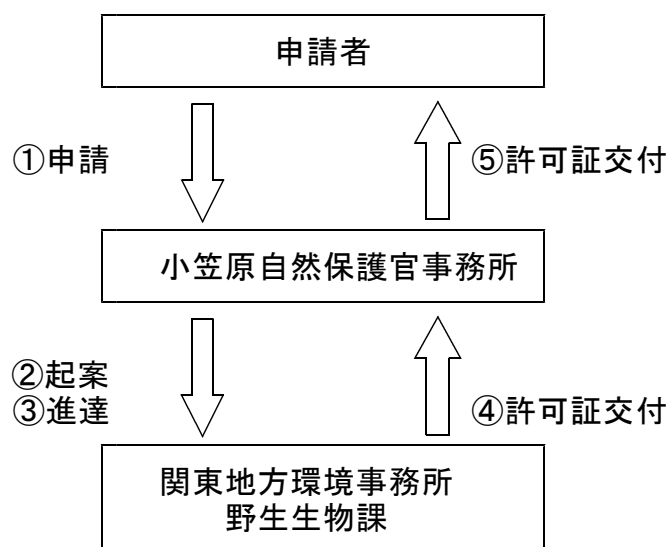 申請者
①申請
⑤許可証交付
小笠原自然保護官事務所
②起案
③進達
④許可証交付
関東地方環境事務所
野生生物課